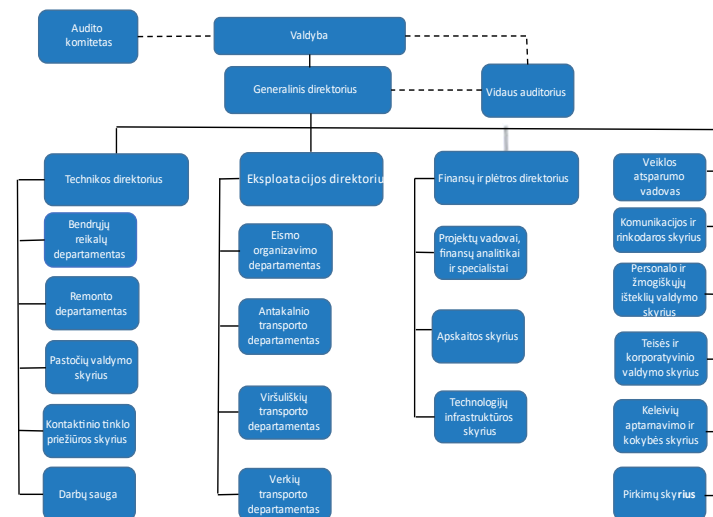 Audito
komitetas
Valdyba
Generalinis direktorius
Vidaus auditorius
Technikos direktorius
Bendrųjų
reikalų
departamentas
Remonto
departamentas
Pastočių valdymo
skyrius
Kontaktinio tinklo
priežiūros skyrius
Darbų sauga
Eksploatacijos direktoriu
Eismo
organizavimo
departamentas
Antakalnio
transporto
departamentas
Viršuliškių
transporto
departamentas
Verkių
transporto
departamentas
Finansų ir plėtros direktorius
Projektų vadovai,
finansų analitikai
ir specialistai
Apskaitos skyrius
Technologijų
infrastruktūros
skyrius
Veiklos
atsparumo
vadovas
Komunikacijos ir
rinkodaros skyrius
Personalo ir
žmogiškųjų
išteklių valdymo
skyrius
Teisės ir
korporatyvinio
valdymo skyrius
Keleivių
aptarnavimo ir
kokybės skyrius
Pirkimų skyrius